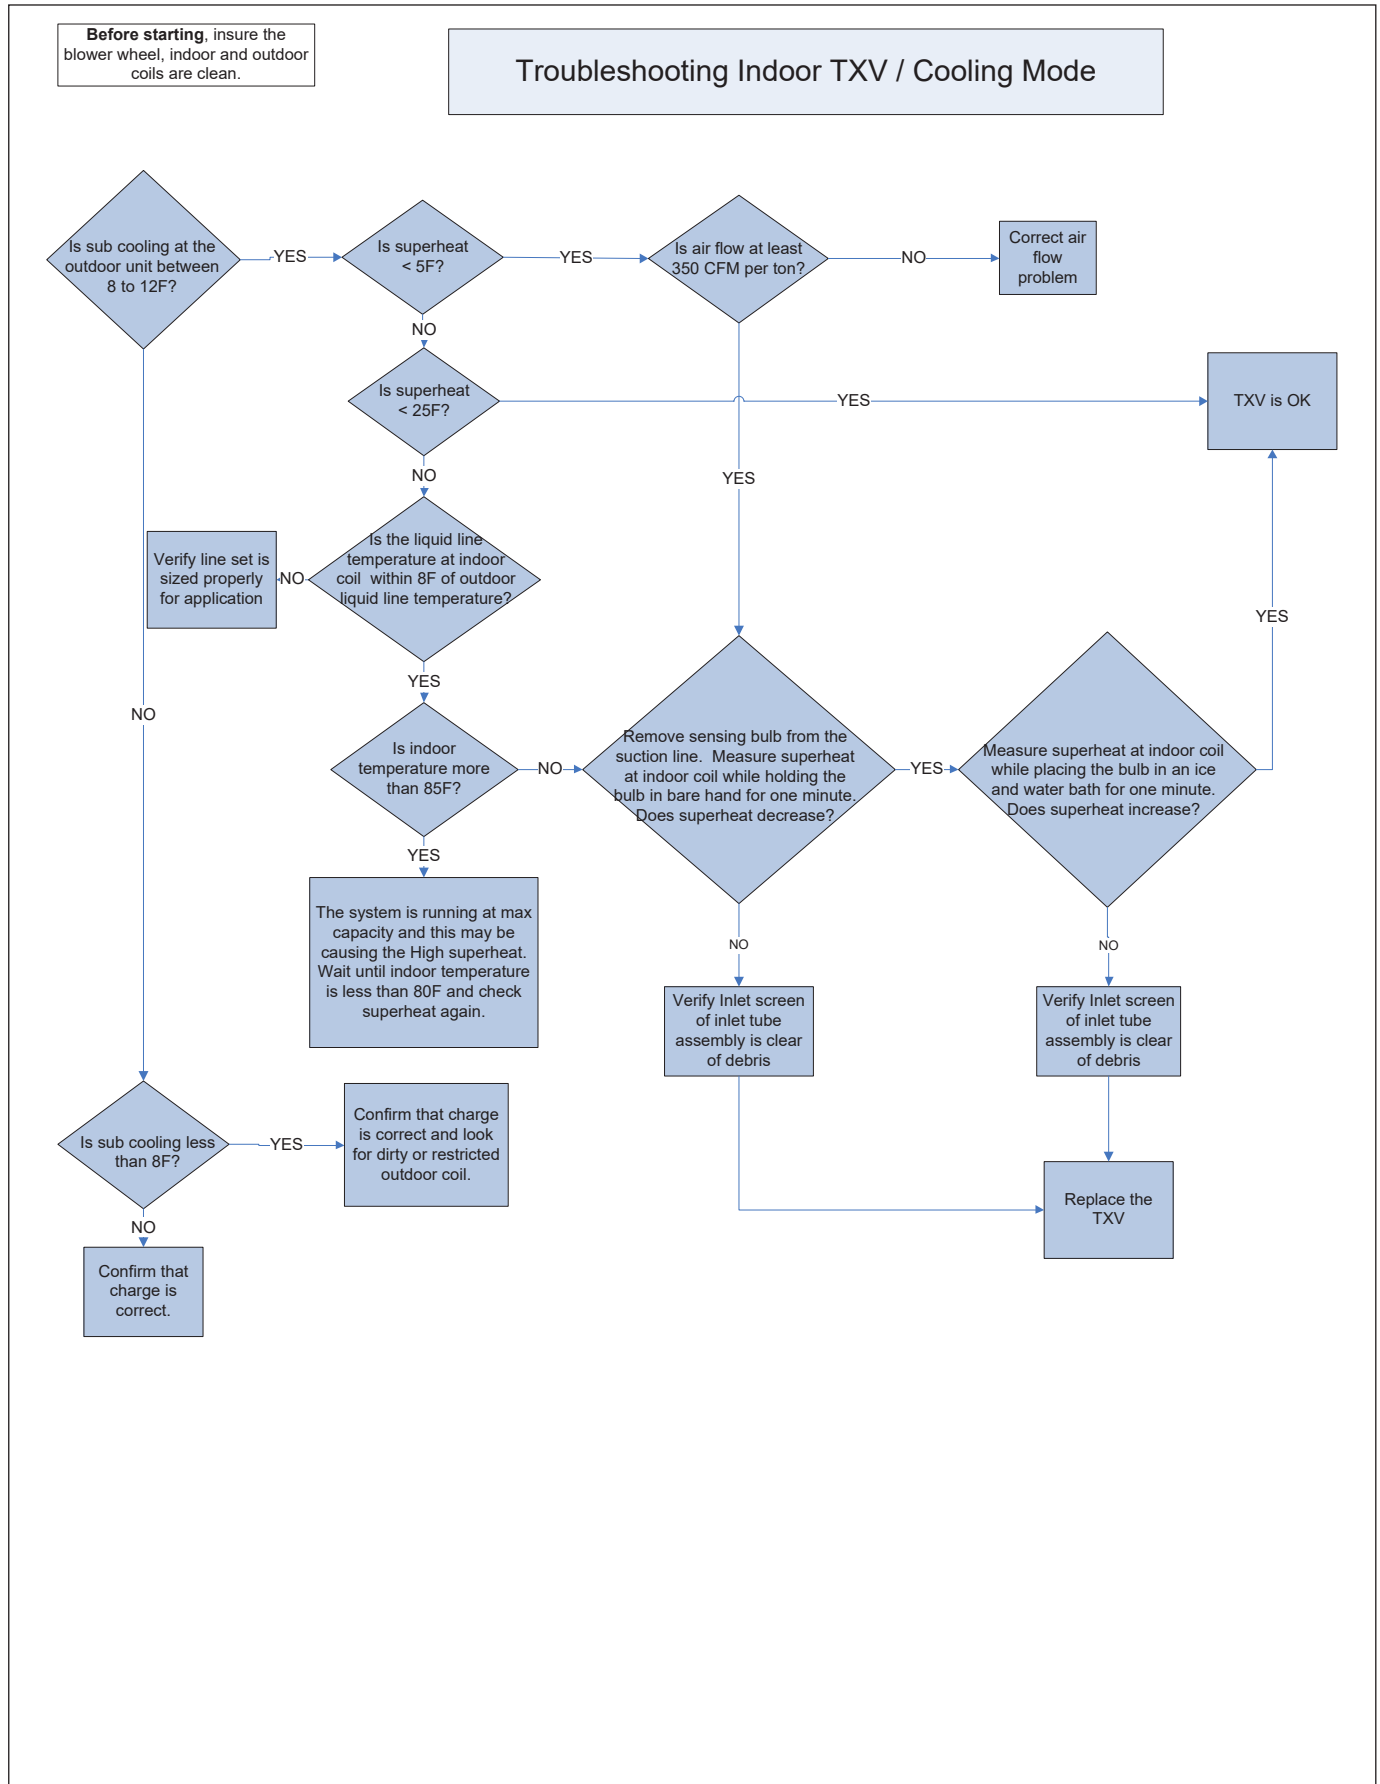 Before starting, insure the
blower wheel, indoor and outdoor
coils are clean.
Troubleshooting Indoor TXV / Cooling Mode
Is sub cooling at the
outdoor unit between
8 to 12F?
YES
Is superheat
< 5F?
YES
Is air flow at least
350 CFM per ton?
NO
Correct air
flow
problem
NO
Is superheat
< 25F?
YES
TXV is OK
NO
YES
Is the liquid line
temperature at indoor
coil  within 8F of outdoor
liquid line temperature?
NO
Verify line set is
sized properly
for application
YES
YES
NO
Is indoor
temperature more
than 85F?
NO
Remove sensing bulb from the
suction line.  Measure superheat
at indoor coil while holding the
bulb in bare hand for one minute.
Does superheat decrease?
YES
Measure superheat at indoor coil
while placing the bulb in an ice
and water bath for one minute.
Does superheat increase?
YES
The system is running at max
capacity and this may be
causing the High superheat.
Wait until indoor temperature
is less than 80F and check
superheat again.
NO
NO
Verify Inlet screen
of inlet tube
assembly is clear
of debris
Verify Inlet screen
of inlet tube
assembly is clear
of debris
Is sub cooling less
than 8F?
YES
Confirm that charge
is correct and look
for dirty or restricted
outdoor coil.
Replace the
TXV
NO
Confirm that
charge is
correct.